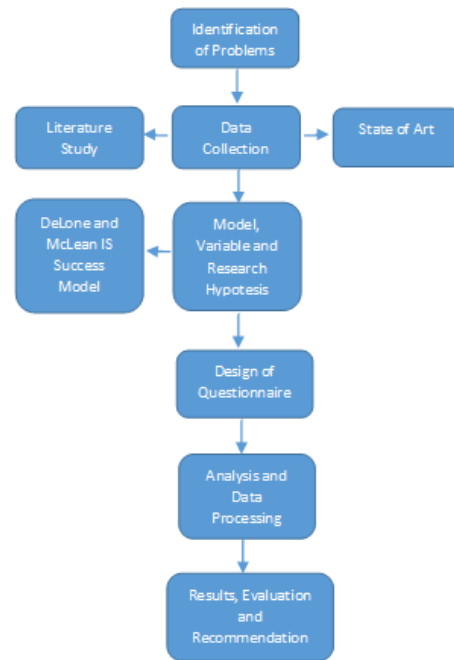 Identification
of Problems
Literature
Study
Data
Collection
State of Art
DeLone and
McLean IS
Success
Model
Model,
Variable and
Research
Hypotesis
Design of
Questionnaire
Analysis and
Data
Processing
Results, Evaluation
and
Recommendation